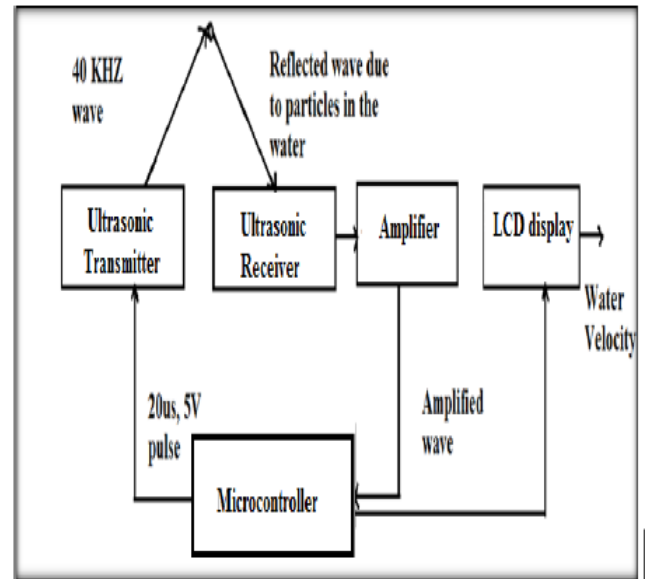 40 KHZ
wave
Reflected wave due
to particles in the
water
Ultrasonic
Transmitter
Ultrasonic
Receiver
Amplifier
LCD display
Water
Velocity
20us, 5V
pulse
Amplified
wave
Microcontroller